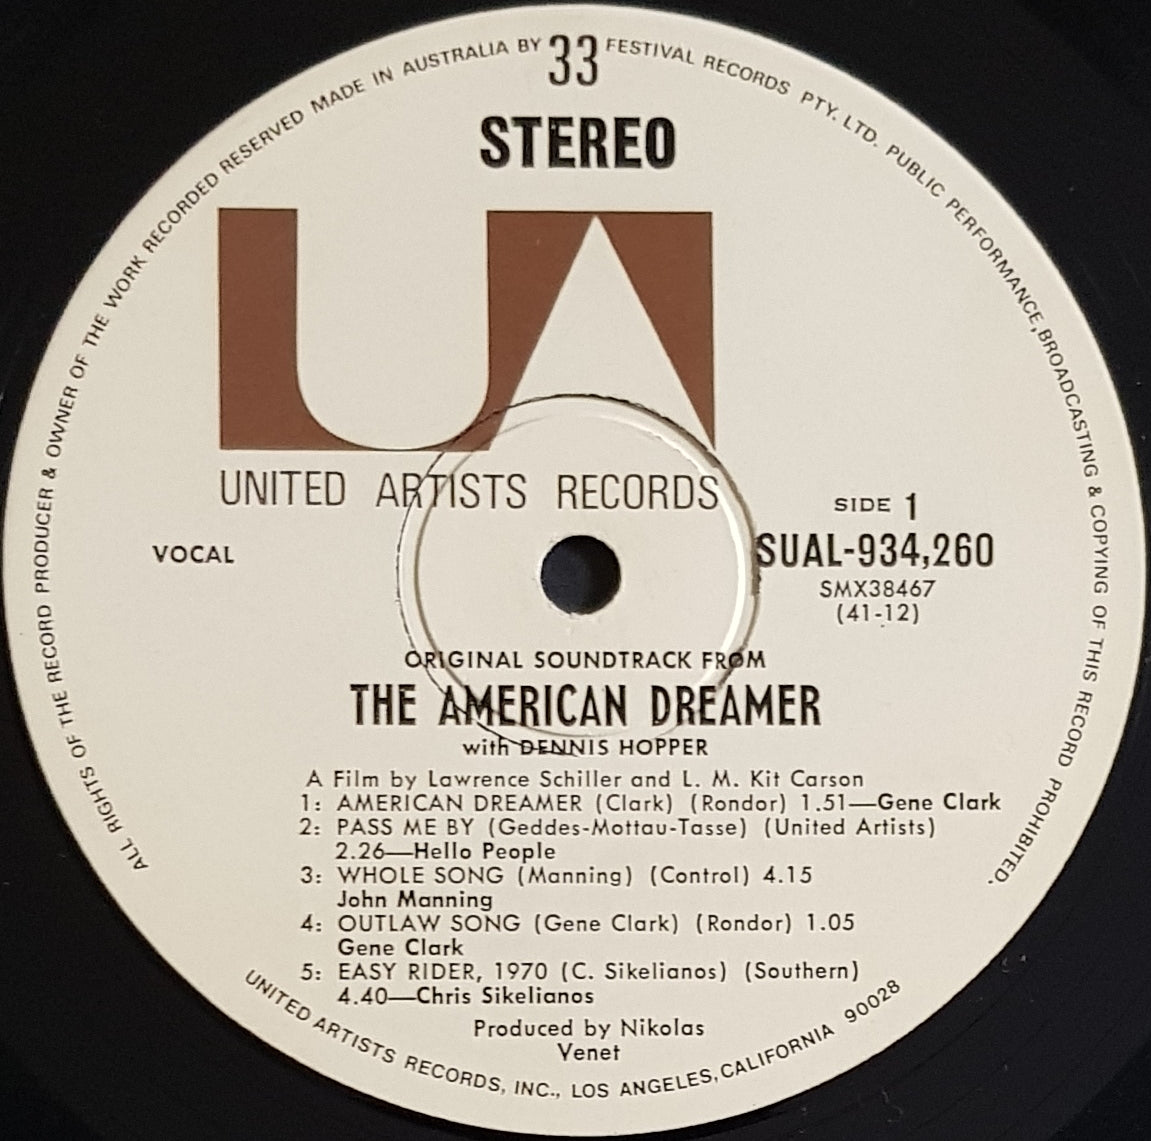 ALL RIGHTS OF THE RECORD PRODUCER & OWNER OF THE WORK RECORDED RESERVED MADE IN AUSTRALIA BY FESTIVAL RECORDS PTY. LTD. PUBLIC PERFORMANCE, BROADCASTING & COPYING OF THIS RECORD PROHIBITED.
33
STEREO
UA
UNITED ARTISTS RECORDS
SIDE 1
VOCAL
SUAL-934,260
SMX38467
(41-12)
ORIGINAL SOUNDTRACK FROM
THE AMERICAN DREAMER
with DENNIS HOPPER
A Film by Lawrence Schiller and L. M. Kit Carson
1: AMERICAN DREAMER (Clark) (Rondor) 1.51—Gene Clark
2: PASS ME BY (Geddes-Mottau-Tasse) (United Artists)
2.26—Hello People
3: WHOLE SONG (Manning) (Control) 4.15
John Manning
4: OUTLAW SONG (Gene Clark) (Rondor) 1.05
Gene Clark
5: EASY RIDER, 1970 (C. Sikelianos) (Southern)
4.40—Chris Sikelianos
Produced by Nikolas
Venet
UNITED ARTISTS RECORDS, INC., LOS ANGELES, CALIFORNIA 90028